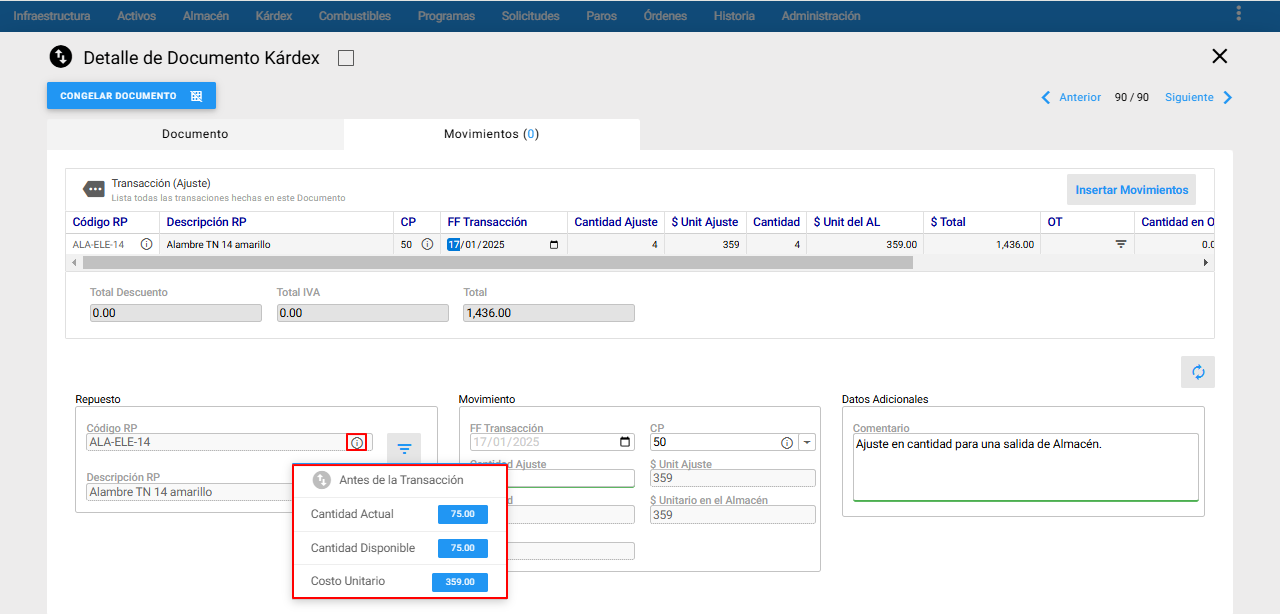 Infraestructura Activos Almacén Kárdex Combustibles Programas Solicitudes Paros Órdenes Historia Administración
Detalle de Documento Kárdex
CONGELAR DOCUMENTO
Anterior 90 / 90 Siguiente
Documento Movimientos (0)
Transacción (Ajuste)
Lista todas las transaciones hechas en este Documento
Insertar Movimientos
Código RP Descripción RP CP FF Transacción Cantidad Ajuste $ Unit Ajuste Cantidad $ Unit del AL $ Total OT Cantidad en O
ALA-ELE-14 Alambre TN 14 amarillo 50 17/01/2025 4 359 4 359.00 1,436.00 0.0
Total Descuento Total IVA Total
0.00 0.00 1,436.00
Repuesto
Código RP
ALA-ELE-14
Descripción RP
Alambre TN 14 amarillo
Antes de la Transacción
Cantidad Actual 75.00
Cantidad Disponible 75.00
Costo Unitario 359.00
Movimiento
FF Transacción CP
17/01/2025 50
Ajuste $ Unit Ajuste
359
d $ Unitario en el Almacén
359
Datos Adicionales
Comentario
Ajuste en cantidad para una salida de Almacén.